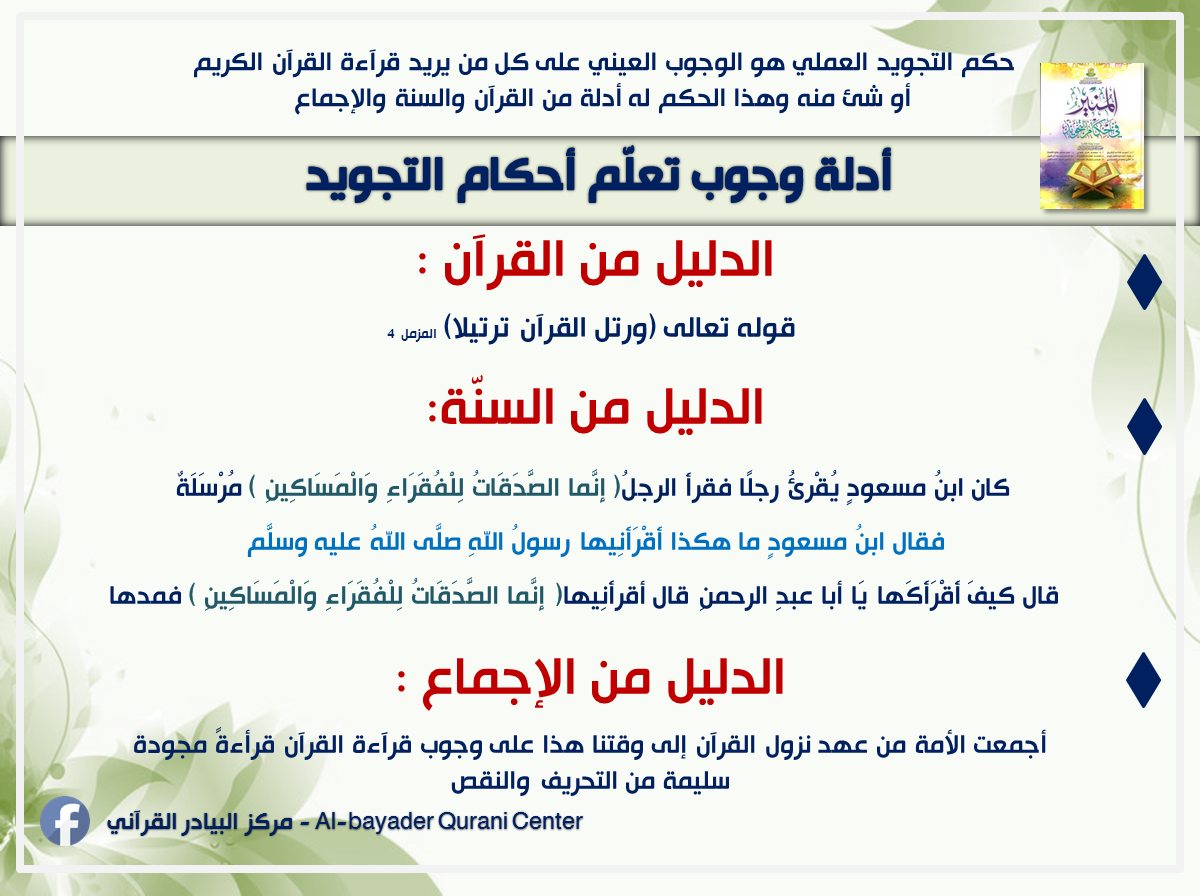 حكم التجويد العملي هو الوجوب العيني على كل من يريد قرآءة القرآن الكريم
أو شئ منه وهذا الحكم له أدلة من القرآن والسنة والإجماع
المنير
في أحكام التجويد
أدلة وجوب تعلّم أحكام التجويد
الدليل من القرآن :
قوله تعالى (ورتل القرآن ترتيلا) المزمل 4
الدليل من السنّة:
كان ابنُ مسعودٍ يُقْرئُ رجلًا فقرأ الرجلُ( إنَّما الصَّدَقَاتُ لِلْفُقَرَاءِ وَالْمَسَاكِينِ ) مُرْسَلَةً
فقال ابنُ مسعودٍ ما هكذا أقْرَأنِيها رسولُ اللهِ صلَّى اللهُ عليه وسلَّم
قال كيفَ أقْرَأكَها يَا أبا عبدِ الرحمنِ قال أقرأنِيها( إنَّما الصَّدَقَاتُ لِلْفُقَرَاءِ وَالْمَسَاكِينِ ) فمدها
الدليل من الإجماع :
أجمعت الأمة من عهد نزول القرآن إلى وقتنا هذا على وجوب قرآءة القرآن قرأءةً مجودة
سليمة من التحريف والنقص
مركز البيادر القرآني - Al-bayader Qurani Center